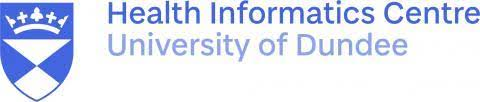 Health Informatics Centre
University of Dundee